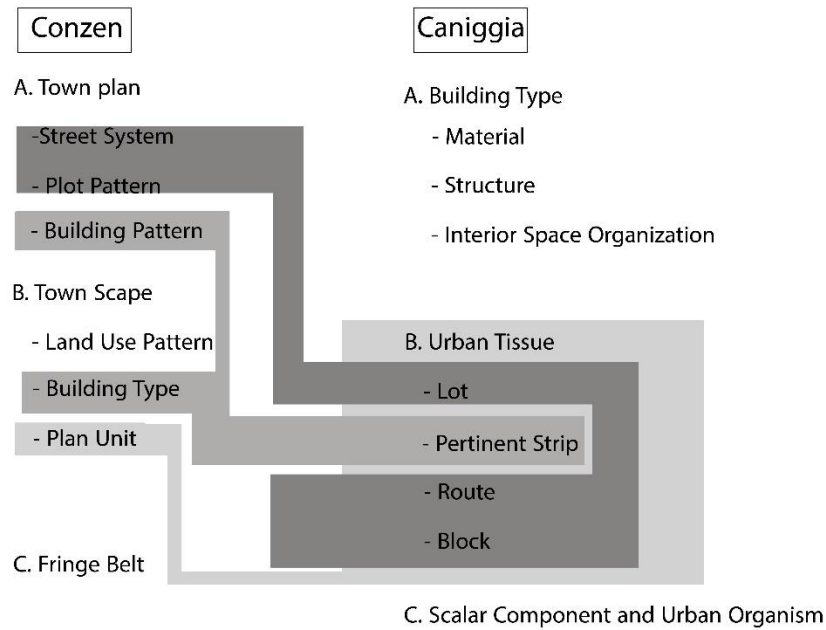 Conzen
A. Town plan
-Street System
- Plot Pattern
- Building Pattern
B. Town Scape
- Land Use Pattern
- Building Type
- Plan Unit
C. Fringe Belt
Caniggia
A. Building Type
- Material
- Structure
- Interior Space Organization
B. Urban Tissue
- Lot
- Pertinent Strip
- Route
- Block
C. Scalar Component and Urban Organism